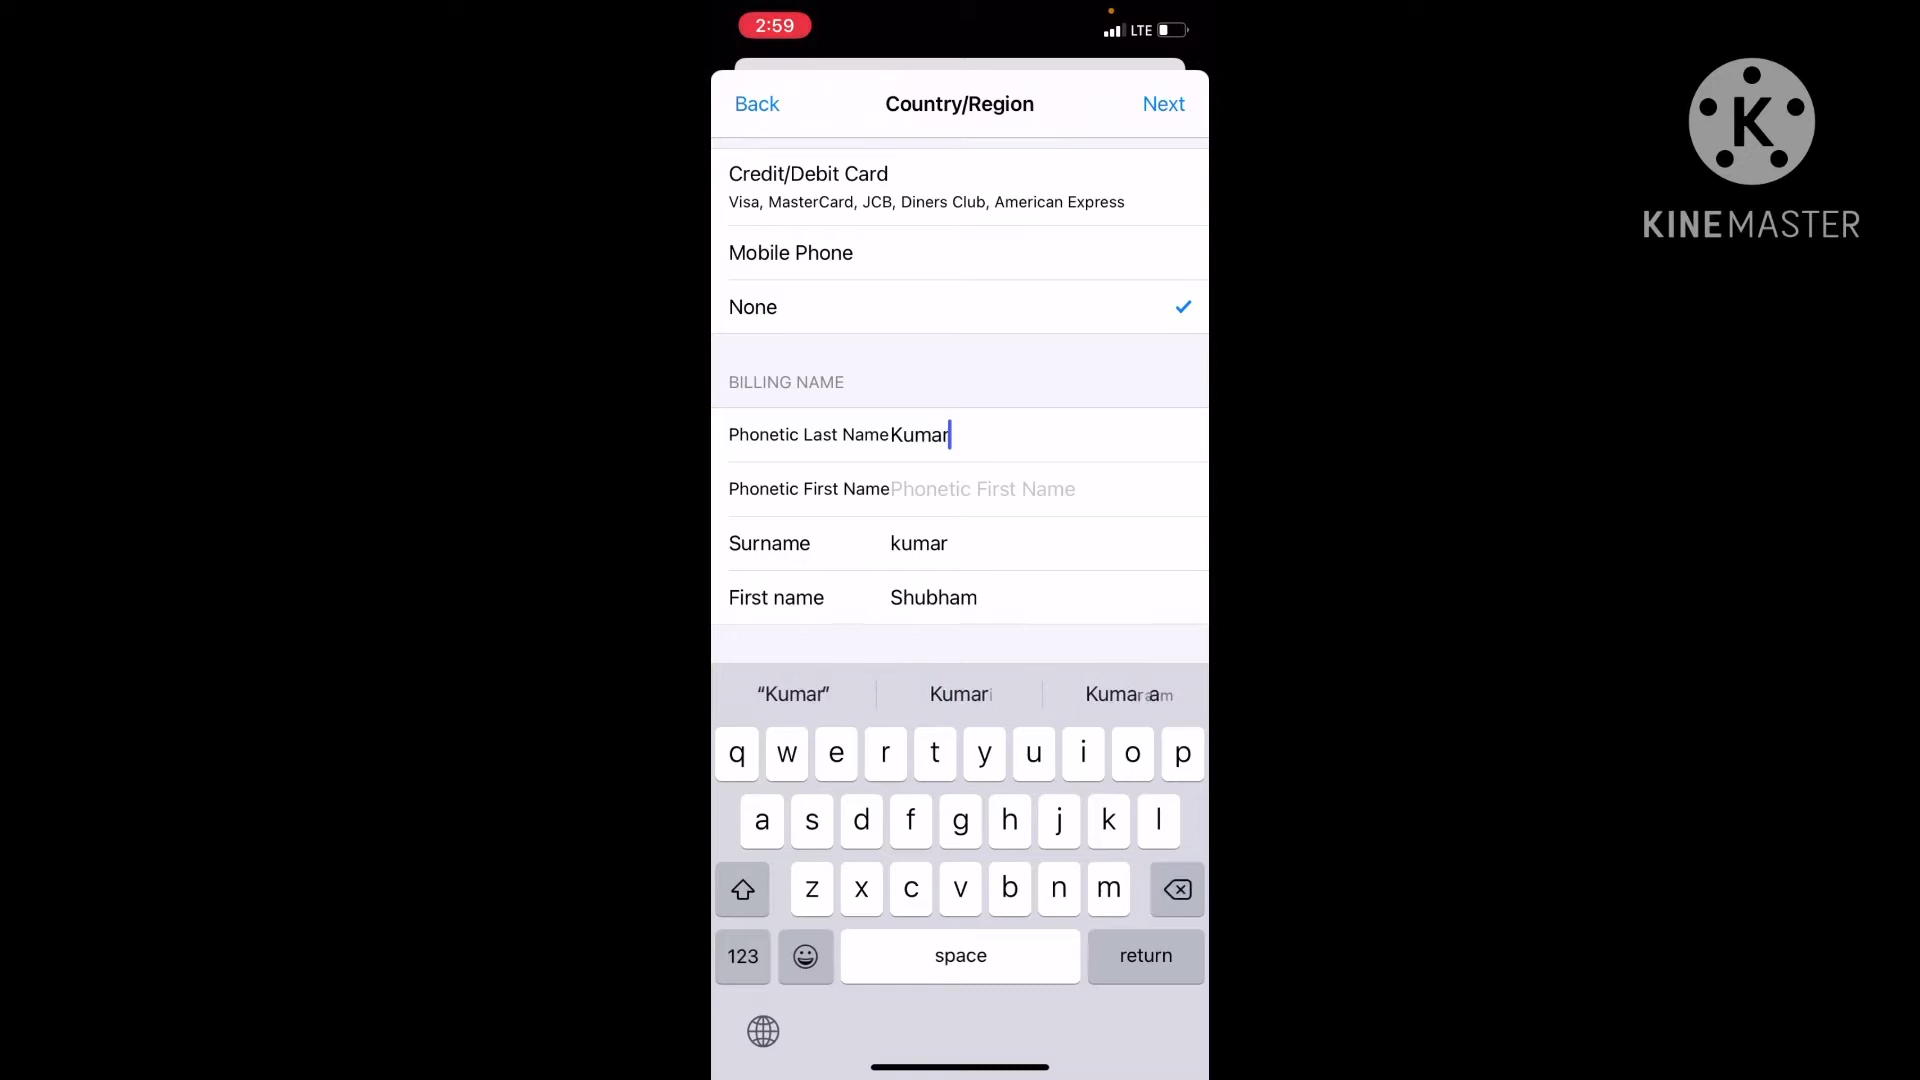 2:59
LTE
Back Country/Region Next
Credit/Debit Card
Visa, MasterCard, JCB, Diners Club, American Express
Mobile Phone
None
BILLING NAME
Phonetic Last Name Kumar
Phonetic First Name Phonetic First Name
Surname kumar
First name Shubham
“Kumar” Kumari
q w e r t y u i o p
a s d f g h j k l
z x c v b n m
123 space return
K
KINEMASTER